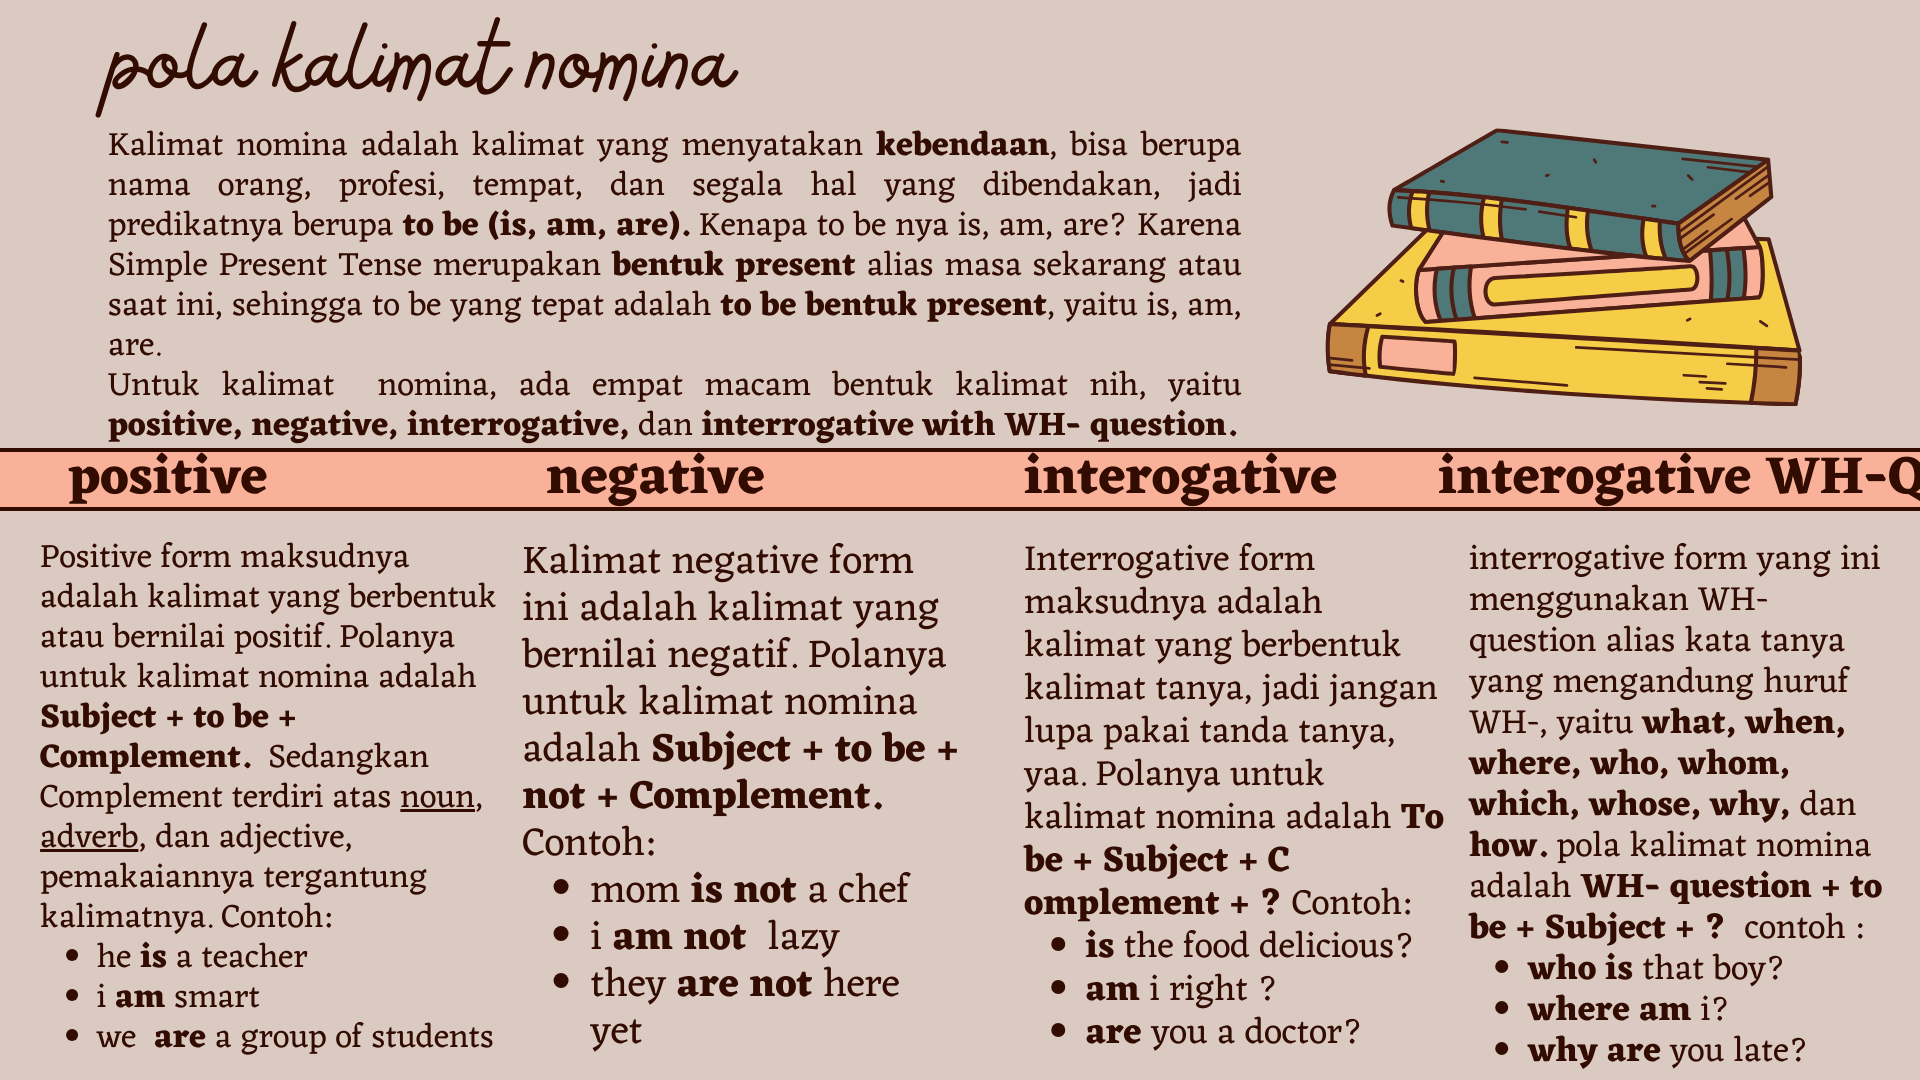 pola kalimat nomina
Kalimat nomina adalah kalimat yang menyatakan kebendaan, bisa berupa
nama orang, profesi, tempat, dan segala hal yang dibendakan, jadi
predikatnya berupa to be (is, am, are). Kenapa to be nya is, am, are? Karena
Simple Present Tense merupakan bentuk present alias masa sekarang atau
saat ini, sehingga to be yang tepat adalah to be bentuk present, yaitu is, am,
are.
Untuk kalimat nomina, ada empat macam bentuk kalimat nih, yaitu
positive, negative, interrogative, dan interrogative with WH- question.
positive
Positive form maksudnya
adalah kalimat yang berbentuk
atau bernilai positif. Polanya
untuk kalimat nomina adalah
Subject + to be +
Complement. Sedangkan
Complement terdiri atas noun,
adverb, dan adjective,
pemakaiannya tergantung
kalimatnya. Contoh:
• he is a teacher
• i am smart
• we are a group of students
negative
Kalimat negative form
ini adalah kalimat yang
bernilai negatif. Polanya
untuk kalimat nomina
adalah Subject + to be +
not + Complement.
Contoh:
• mom is not a chef
• i am not lazy
• they are not here
yet
interogative
Interrogative form
maksudnya adalah
kalimat yang berbentuk
kalimat tanya, jadi jangan
lupa pakai tanda tanya,
yaa. Polanya untuk
kalimat nomina adalah To
be + Subject + C
omplement + ? Contoh:
• is the food delicious?
• am i right ?
• are you a doctor?
interogative WH-Q
interrogative form yang ini
menggunakan WH-
question alias kata tanya
yang mengandung huruf
WH-, yaitu what, when,
where, who, whom,
which, whose, why, dan
how. pola kalimat nomina
adalah WH- question + to
be + Subject + ? contoh :
• who is that boy?
• where am i?
• why are you late?